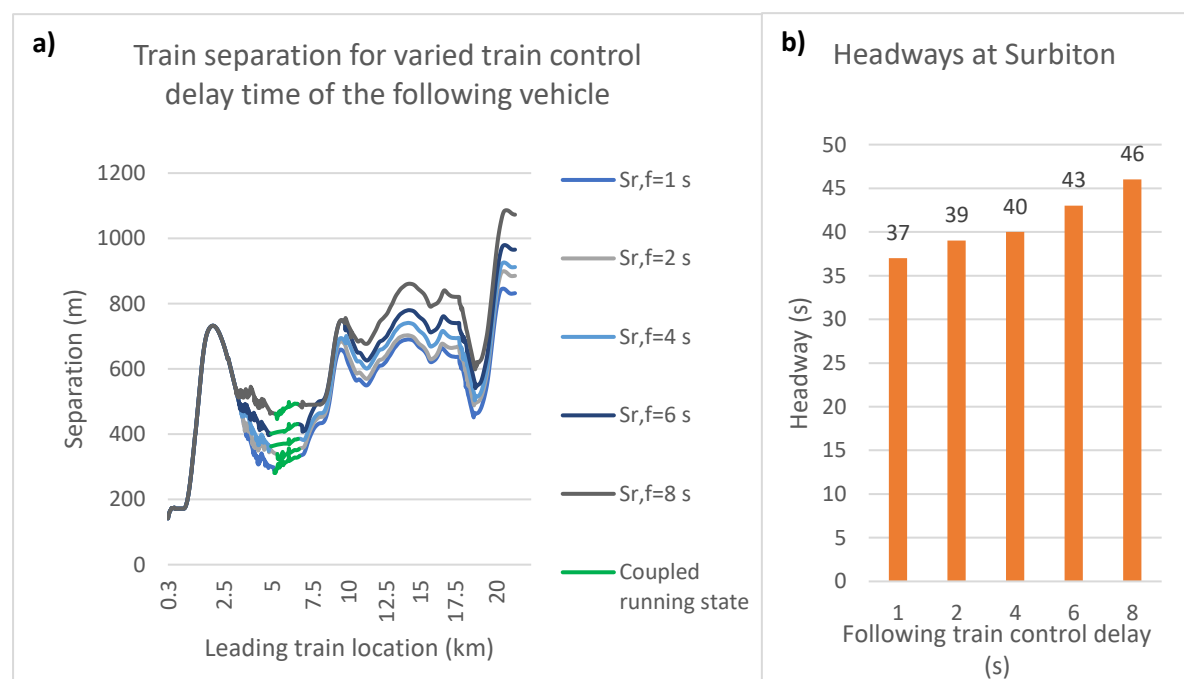 a)
Train separation for varied train control
delay time of the following vehicle
1200
1000
800
600
400
200
0
Separation (m)
0.3
2.5
5
7.5
10
12.5
15
17.5
20
Leading train location (km)
Sr,f=1 s
Sr,f=2 s
Sr,f=4 s
Sr,f=6 s
Sr,f=8 s
Coupled
running state
b)
Headways at Surbiton
50
45
40
35
30
25
20
15
10
5
0
Headway (s)
37
39
40
43
46
1
2
4
6
8
Following train control delay
(s)